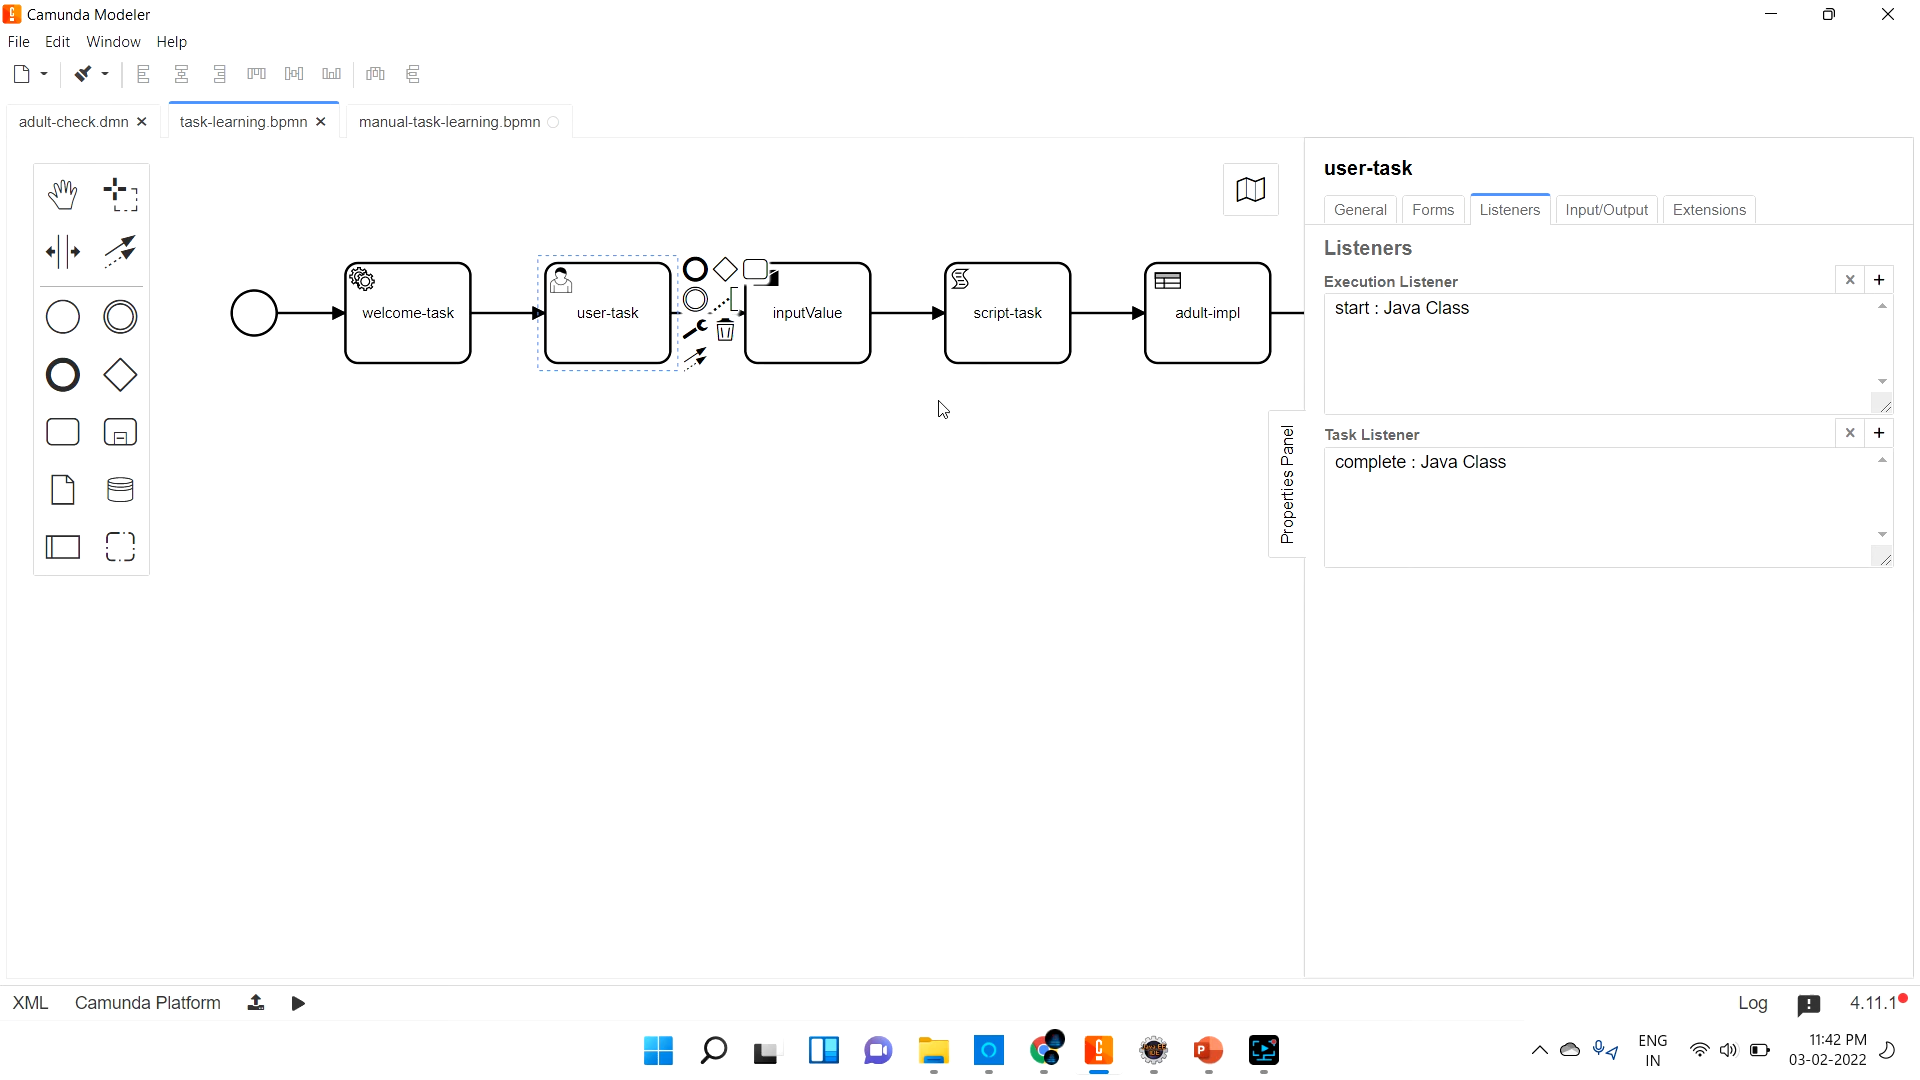 Camunda Modeler
File Edit Window Help
adult-check.dmn task-learning.bpmn manual-task-learning.bpmn
user-task
General Forms Listeners Input/Output Extensions
Listeners
Execution Listener
start : Java Class
welcome-task user-task inputValue script-task adult-impl
Task Listener
complete : Java Class
Properties Panel
XML Camunda Platform Log 4.11.1
ENG
IN
11:42 PM
03-02-2022